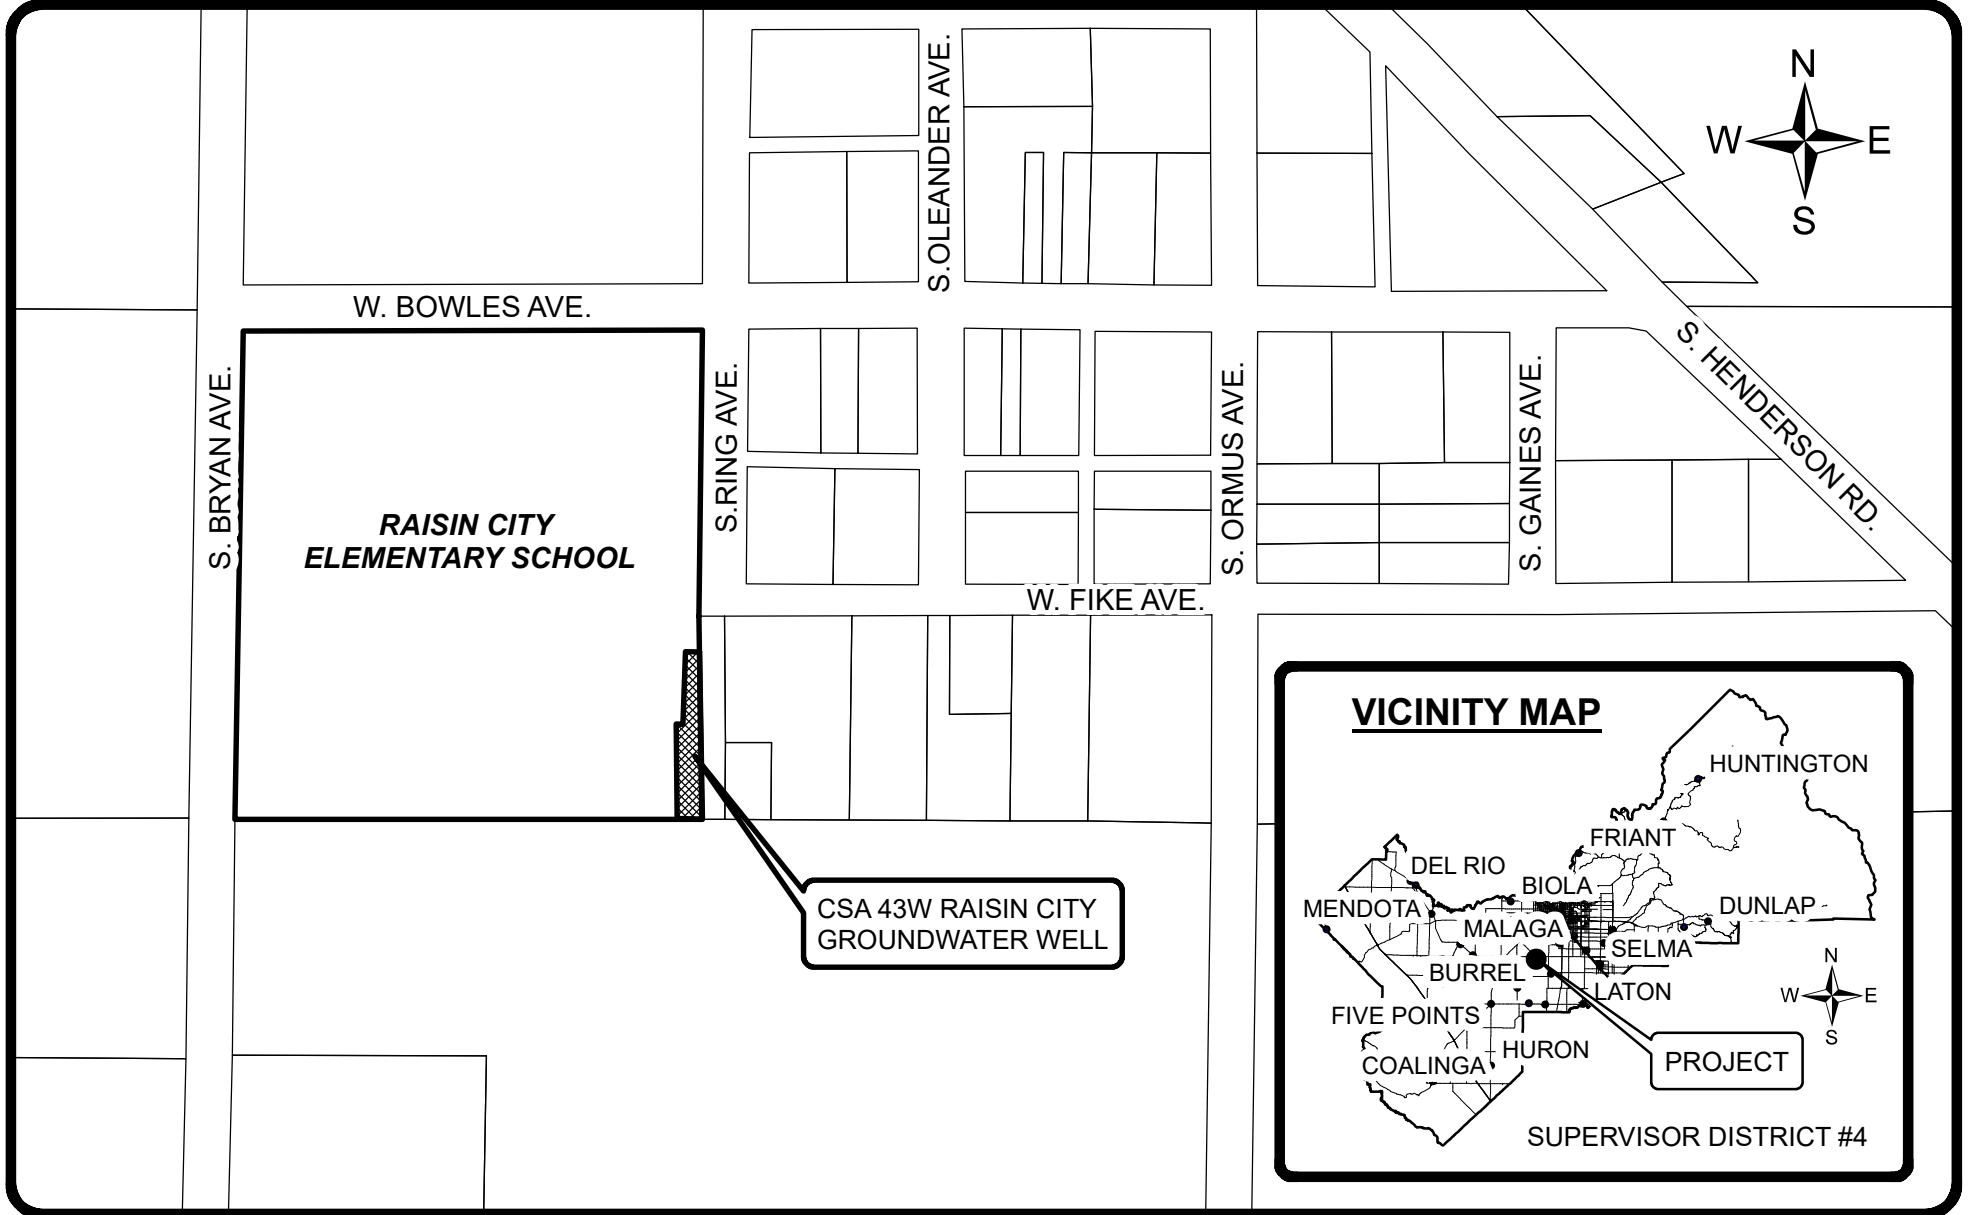 S.OLEANDER AVE.
N
W
E
S
W. BOWLES AVE.
S. BRYAN AVE.
S.RING AVE.
S. ORMUS AVE.
S. GAINES AVE.
S. HENDERSON RD.
RAISIN CITY
ELEMENTARY SCHOOL
W. FIKE AVE.
CSA 43W RAISIN CITY
GROUNDWATER WELL
VICINITY MAP
HUNTINGTON
FRIANT
DEL RIO
BIOLA
MENDOTA
DUNLAP
MALAGA
SELMA
BURREL
LATON
FIVE POINTS
HURON
COALINGA
N
W
E
S
PROJECT
SUPERVISOR DISTRICT #4